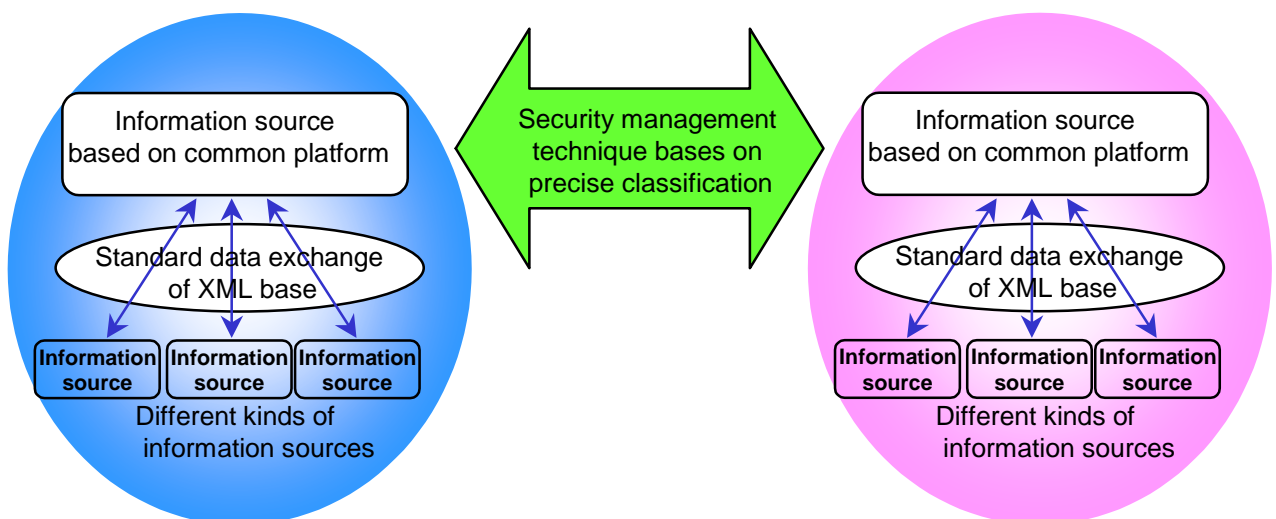 Information source
based on common platform
Standard data exchange
of XML base
Information
source
Information
source
Information
source
Different kinds of
information sources
Security management
technique bases on
precise classification
Information source
based on common platform
Standard data exchange
of XML base
Information
source
Information
source
Information
source
Different kinds of
information sources